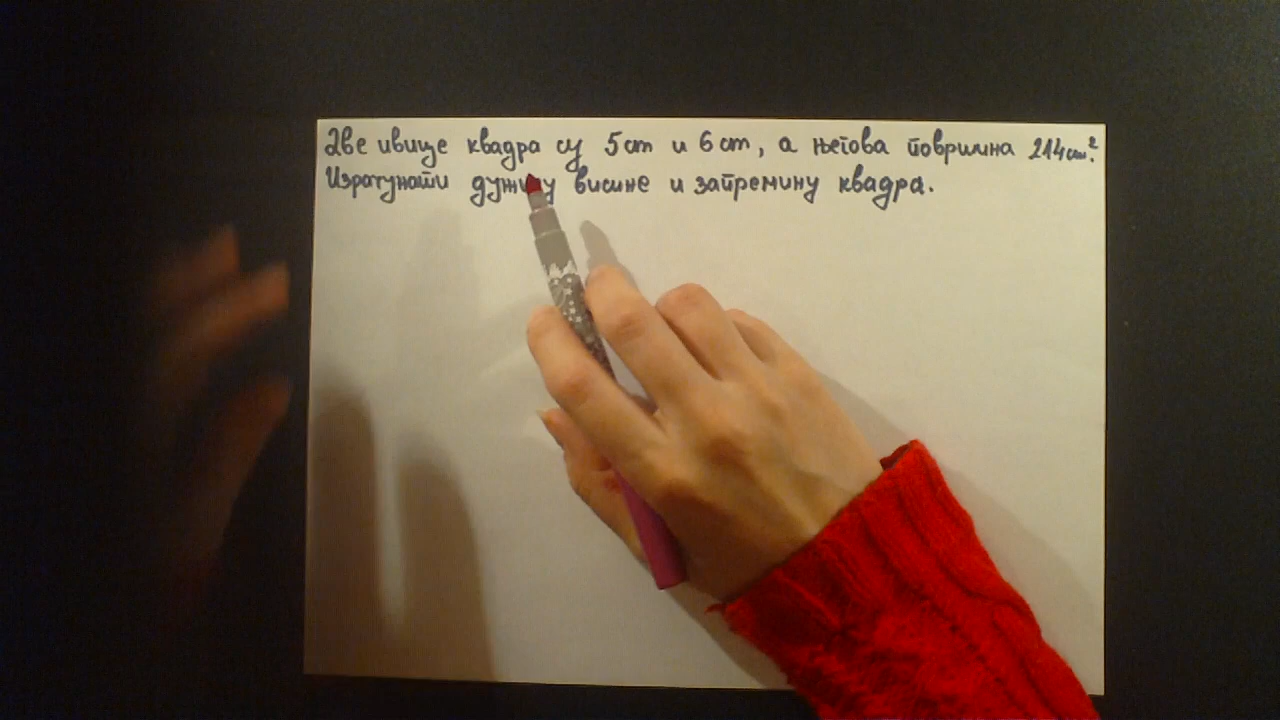 Две ивице квадра су 5cm и 6cm, а његова површина 214cm².
Израчунати дужину висине и запремину квадра.